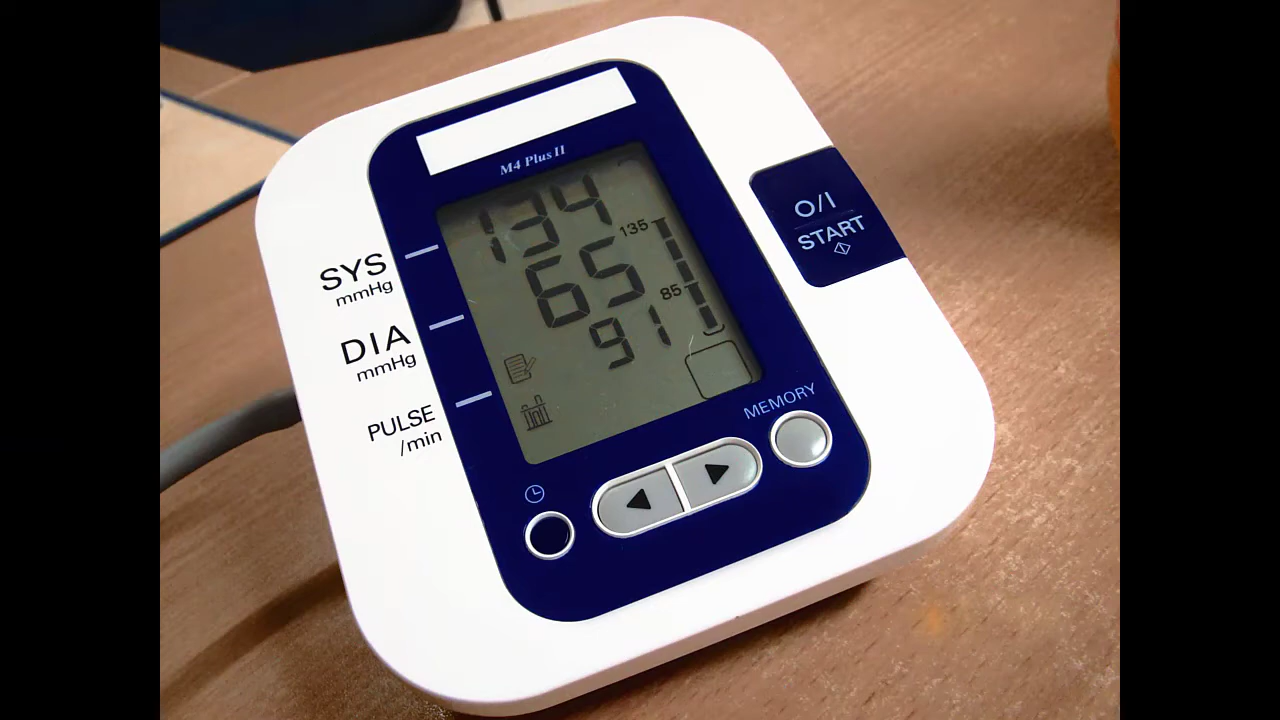 M4 Plus II
134
135
65
85
91
SYS
mmHg
DIA
mmHg
PULSE
/min
O/I
START
MEMORY